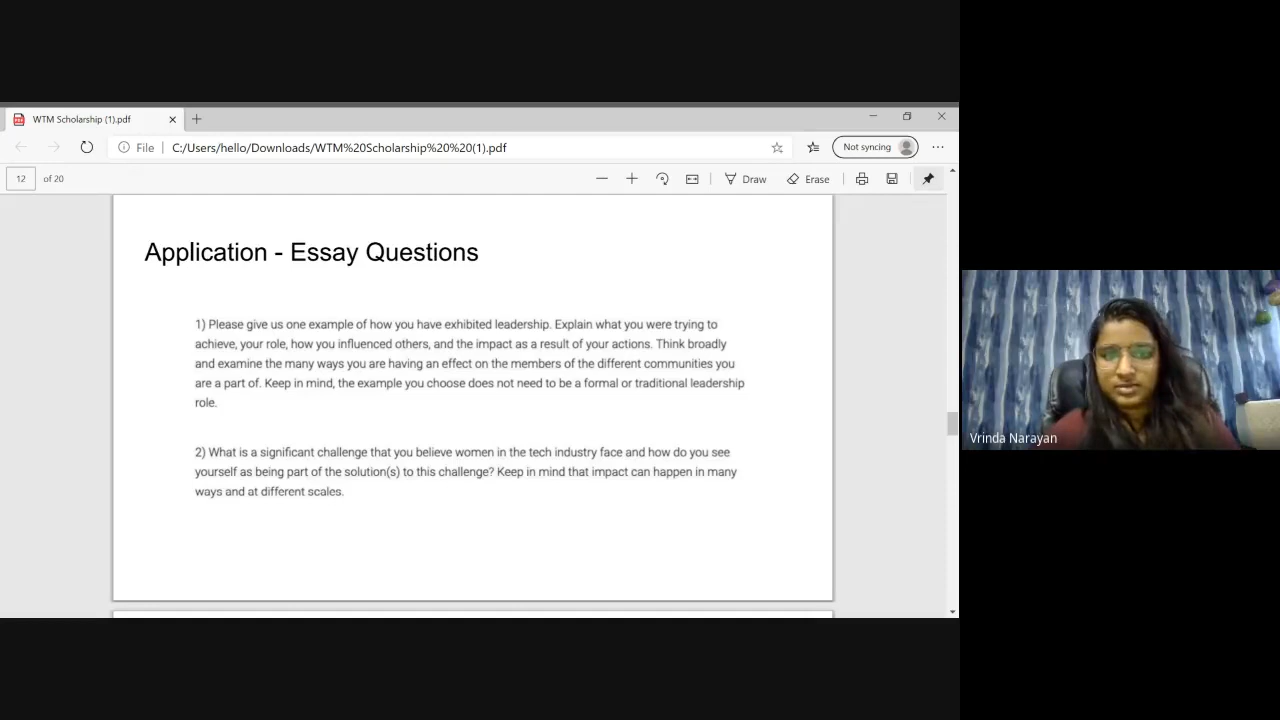 WTM Scholarship (1).pdf
File
C:/Users/hello/Downloads/WTM%20Scholarship%20%20(1).pdf
Not syncing
12 of 20
Draw
Erase
Application - Essay Questions
1) Please give us one example of how you have exhibited leadership. Explain what you were trying to
achieve, your role, how you influenced others, and the impact as a result of your actions. Think broadly
and examine the many ways you are having an effect on the members of the different communities you
are a part of. Keep in mind, the example you choose does not need to be a formal or traditional leadership
role.
2) What is a significant challenge that you believe women in the tech industry face and how do you see
yourself as being part of the solution(s) to this challenge? Keep in mind that impact can happen in many
ways and at different scales.
Vrinda Narayan